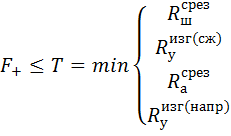 F₊ ≤ T = min { R_ш^срез
R_у^изг(сж)
R_а^срез
R_у^изг(напр)